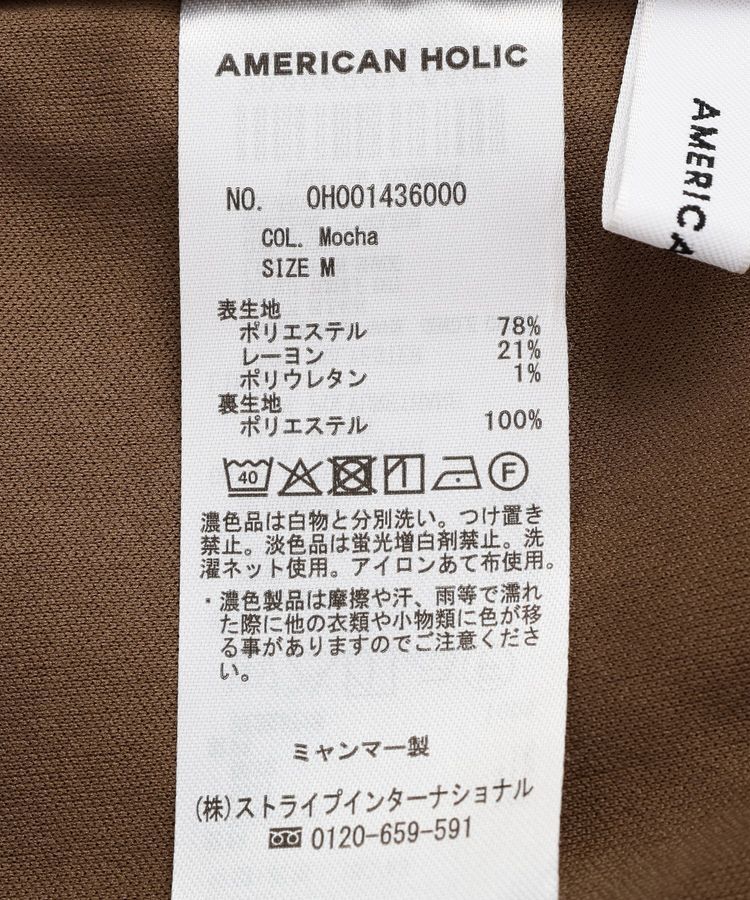 AMERICAN HOLIC
NO. 0H001436000
COL. Mocha
SIZE M
表生地
ポリエステル 78%
レーヨン 21%
ポリウレタン 1%
裏生地
ポリエステル 100%
40
F
濃色品は白物と分別洗い。つけ置き
禁止。淡色品は蛍光増白剤禁止。洗
濯ネット使用。アイロンあて布使用。
・濃色製品は摩擦や汗、雨等で濡れ
た際に他の衣類や小物類に色が移
る事がありますのでご注意くださ
い。
ミャンマー製
(株)ストライプインターナショナル
0120-659-591
AMERICA